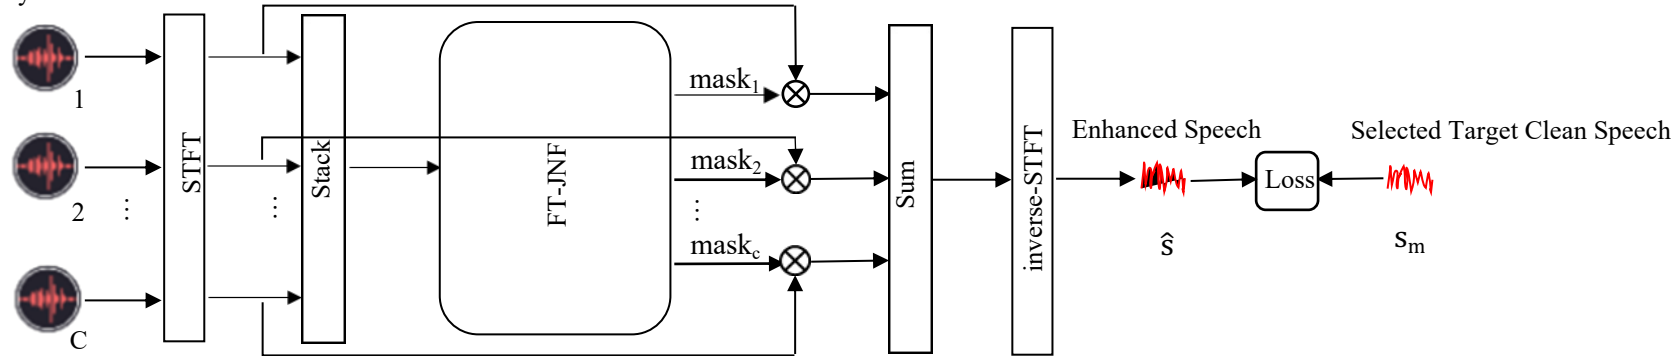 1
2
⋮
C
STFT
⋮
Stack
FT-JNF
mask1
mask2
⋮
maskc
Sum
inverse-STFT
Enhanced Speech
ŝ
Loss
Selected Target Clean Speech
sm